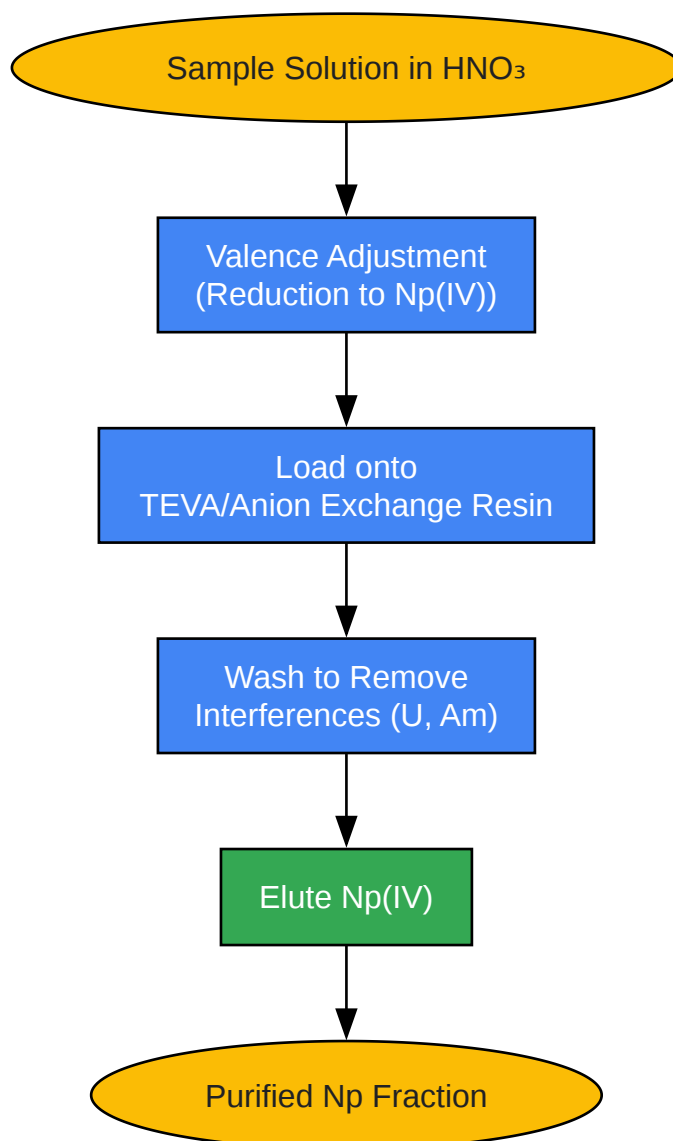 Sample Solution in HNO₃
Valence Adjustment
(Reduction to Np(IV))
Load onto
TEVA/Anion Exchange Resin
Wash to Remove
Interferences (U, Am)
Elute Np(IV)
Purified Np Fraction